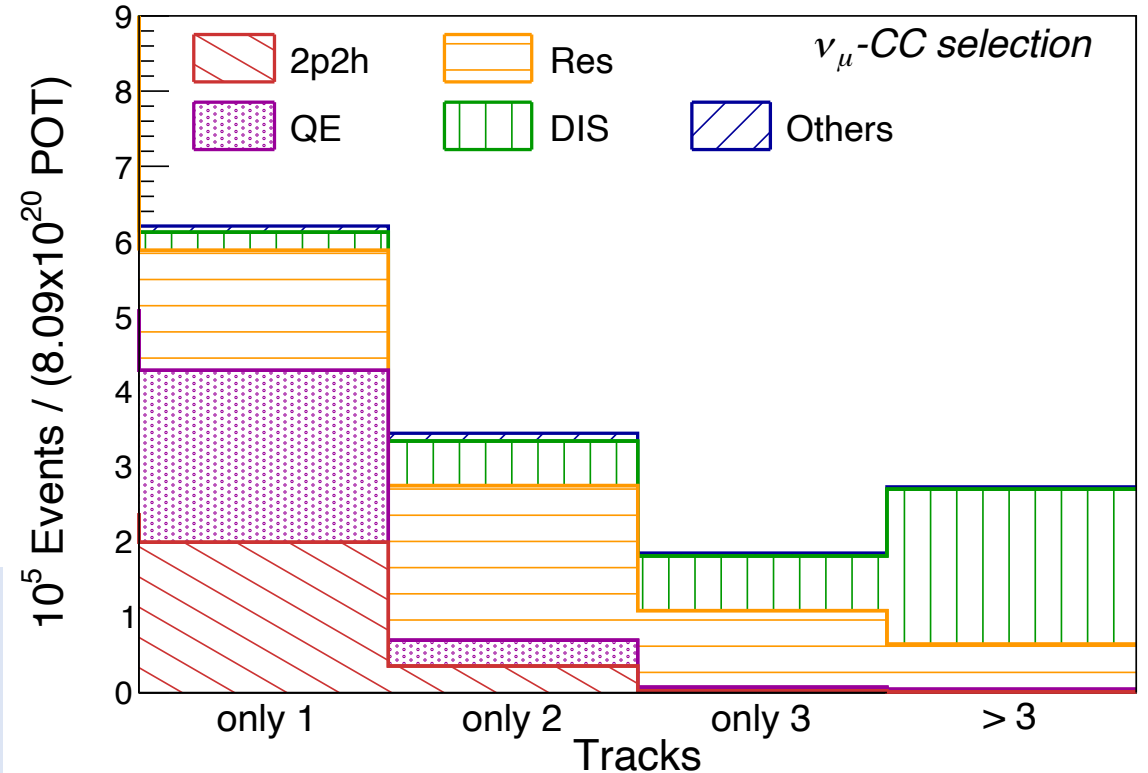 ν_μ-CC selection
2p2h
Res
QE
DIS
Others
10^5 Events / (8.09x10^20 POT)
9
8
7
6
5
4
3
2
1
0
only 1
only 2
only 3
> 3
Tracks